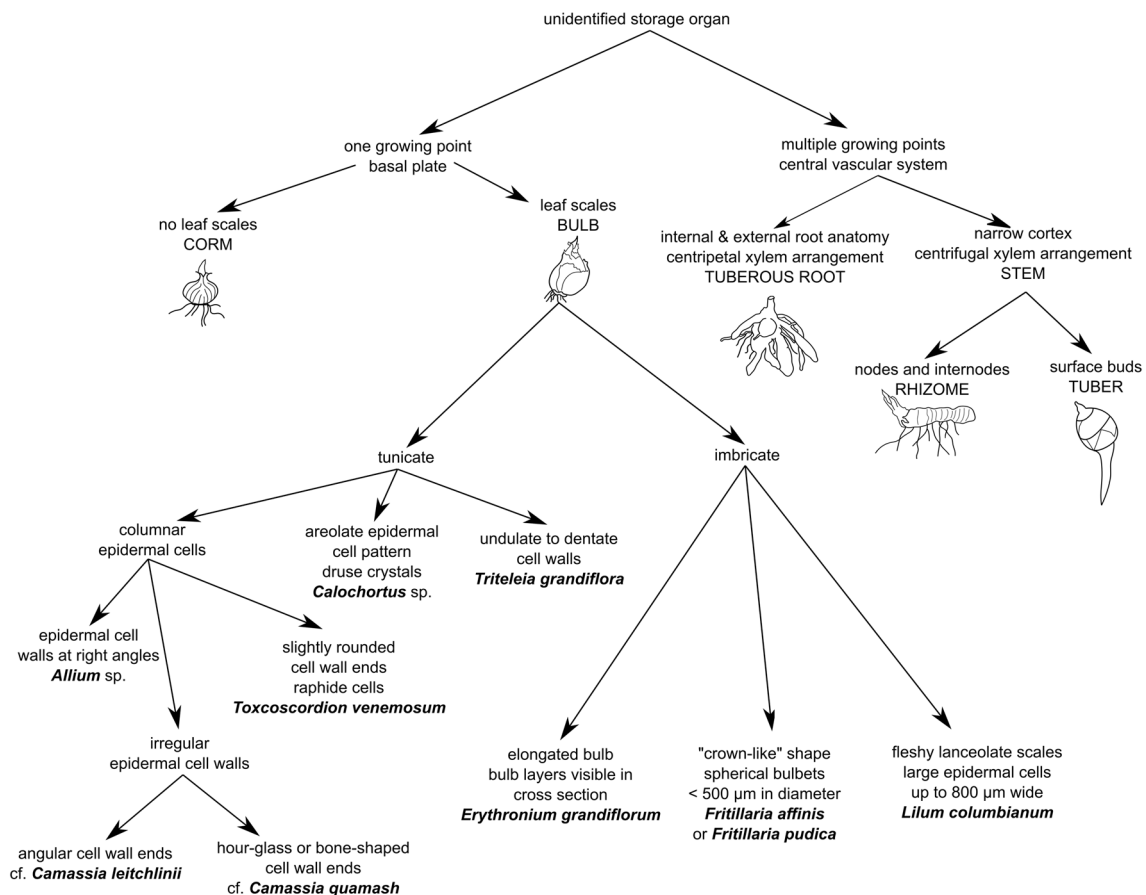 unidentified storage organ
one growing point
basal plate
multiple growing points
central vascular system
no leaf scales
CORM
leaf scales
BULB
internal & external root anatomy
centripetal xylem arrangement
TUBEROUS ROOT
narrow cortex
centrifugal xylem arrangement
STEM
nodes and internodes
RHIZOME
surface buds
TUBER
tunicate
imbricate
columnar
epidermal cells
areolate epidermal
cell pattern
druse crystals
Calochortus sp.
undulate to dentate
cell walls
Triteleia grandiflora
epidermal cell
walls at right angles
Allium sp.
slightly rounded
cell wall ends
raphide cells
Toxcoscordion venemosum
irregular
epidermal cell walls
elongated bulb
bulb layers visible in
cross section
Erythronium grandiflorum
"crown-like" shape
spherical bulbets
< 500 µm in diameter
Fritillaria affinis
or Fritillaria pudica
fleshy lanceolate scales
large epidermal cells
up to 800 µm wide
Lilum columbianum
angular cell wall ends
cf. Camassia leitchlinii
hour-glass or bone-shaped
cell wall ends
cf. Camassia quamash